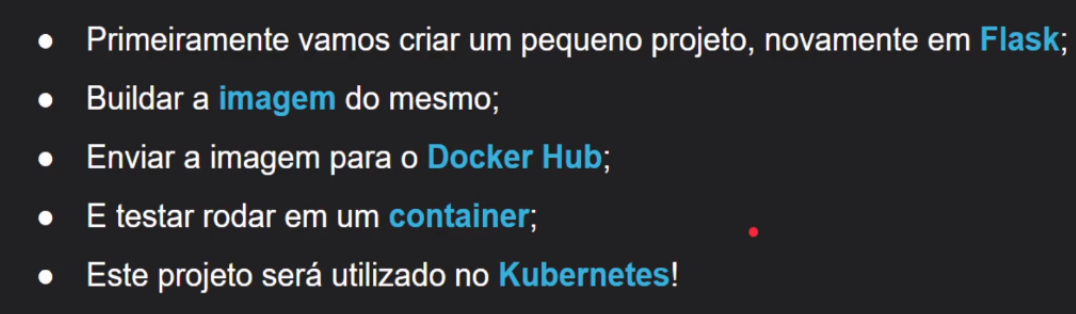 ● Primeiramente vamos criar um pequeno projeto, novamente em Flask;
● Buildar a imagem do mesmo;
● Enviar a imagem para o Docker Hub;
● E testar rodar em um container;
● Este projeto será utilizado no Kubernetes!